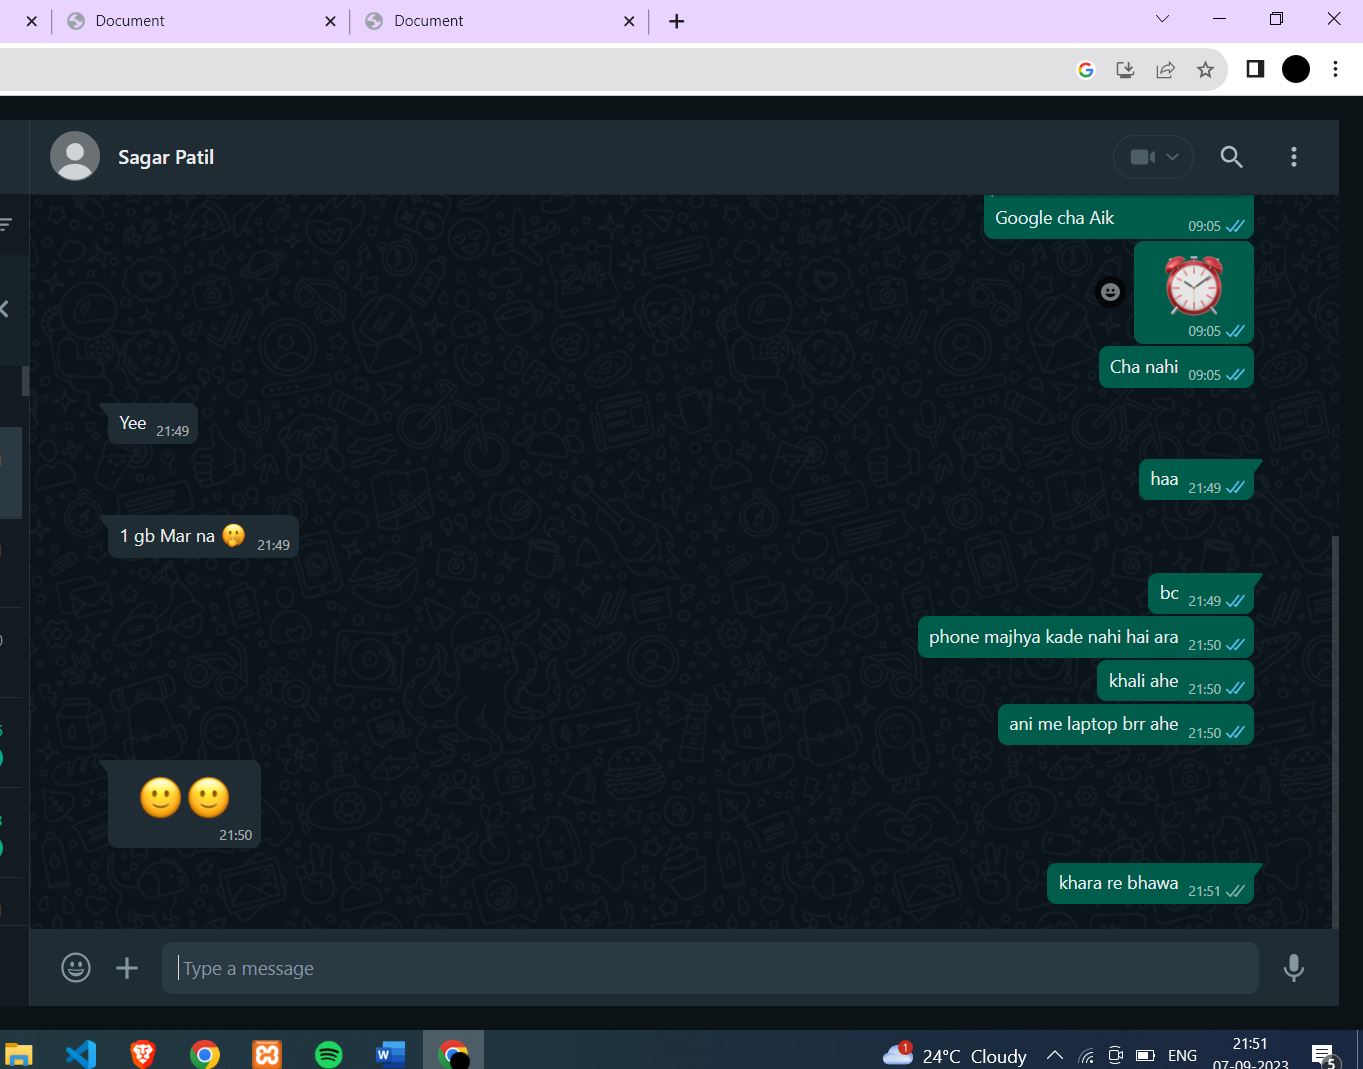 Document
Document
Sagar Patil
Google cha Aik
09:05
09:05
Cha nahi
09:05
Yee
21:49
haa
21:49
1 gb Mar na
21:49
bc
21:49
phone majhya kade nahi hai ara
21:50
khali ahe
21:50
ani me laptop brr ahe
21:50
21:50
khara re bhawa
21:51
Type a message
1
24°C Cloudy
ENG
21:51
07-09-2023
5